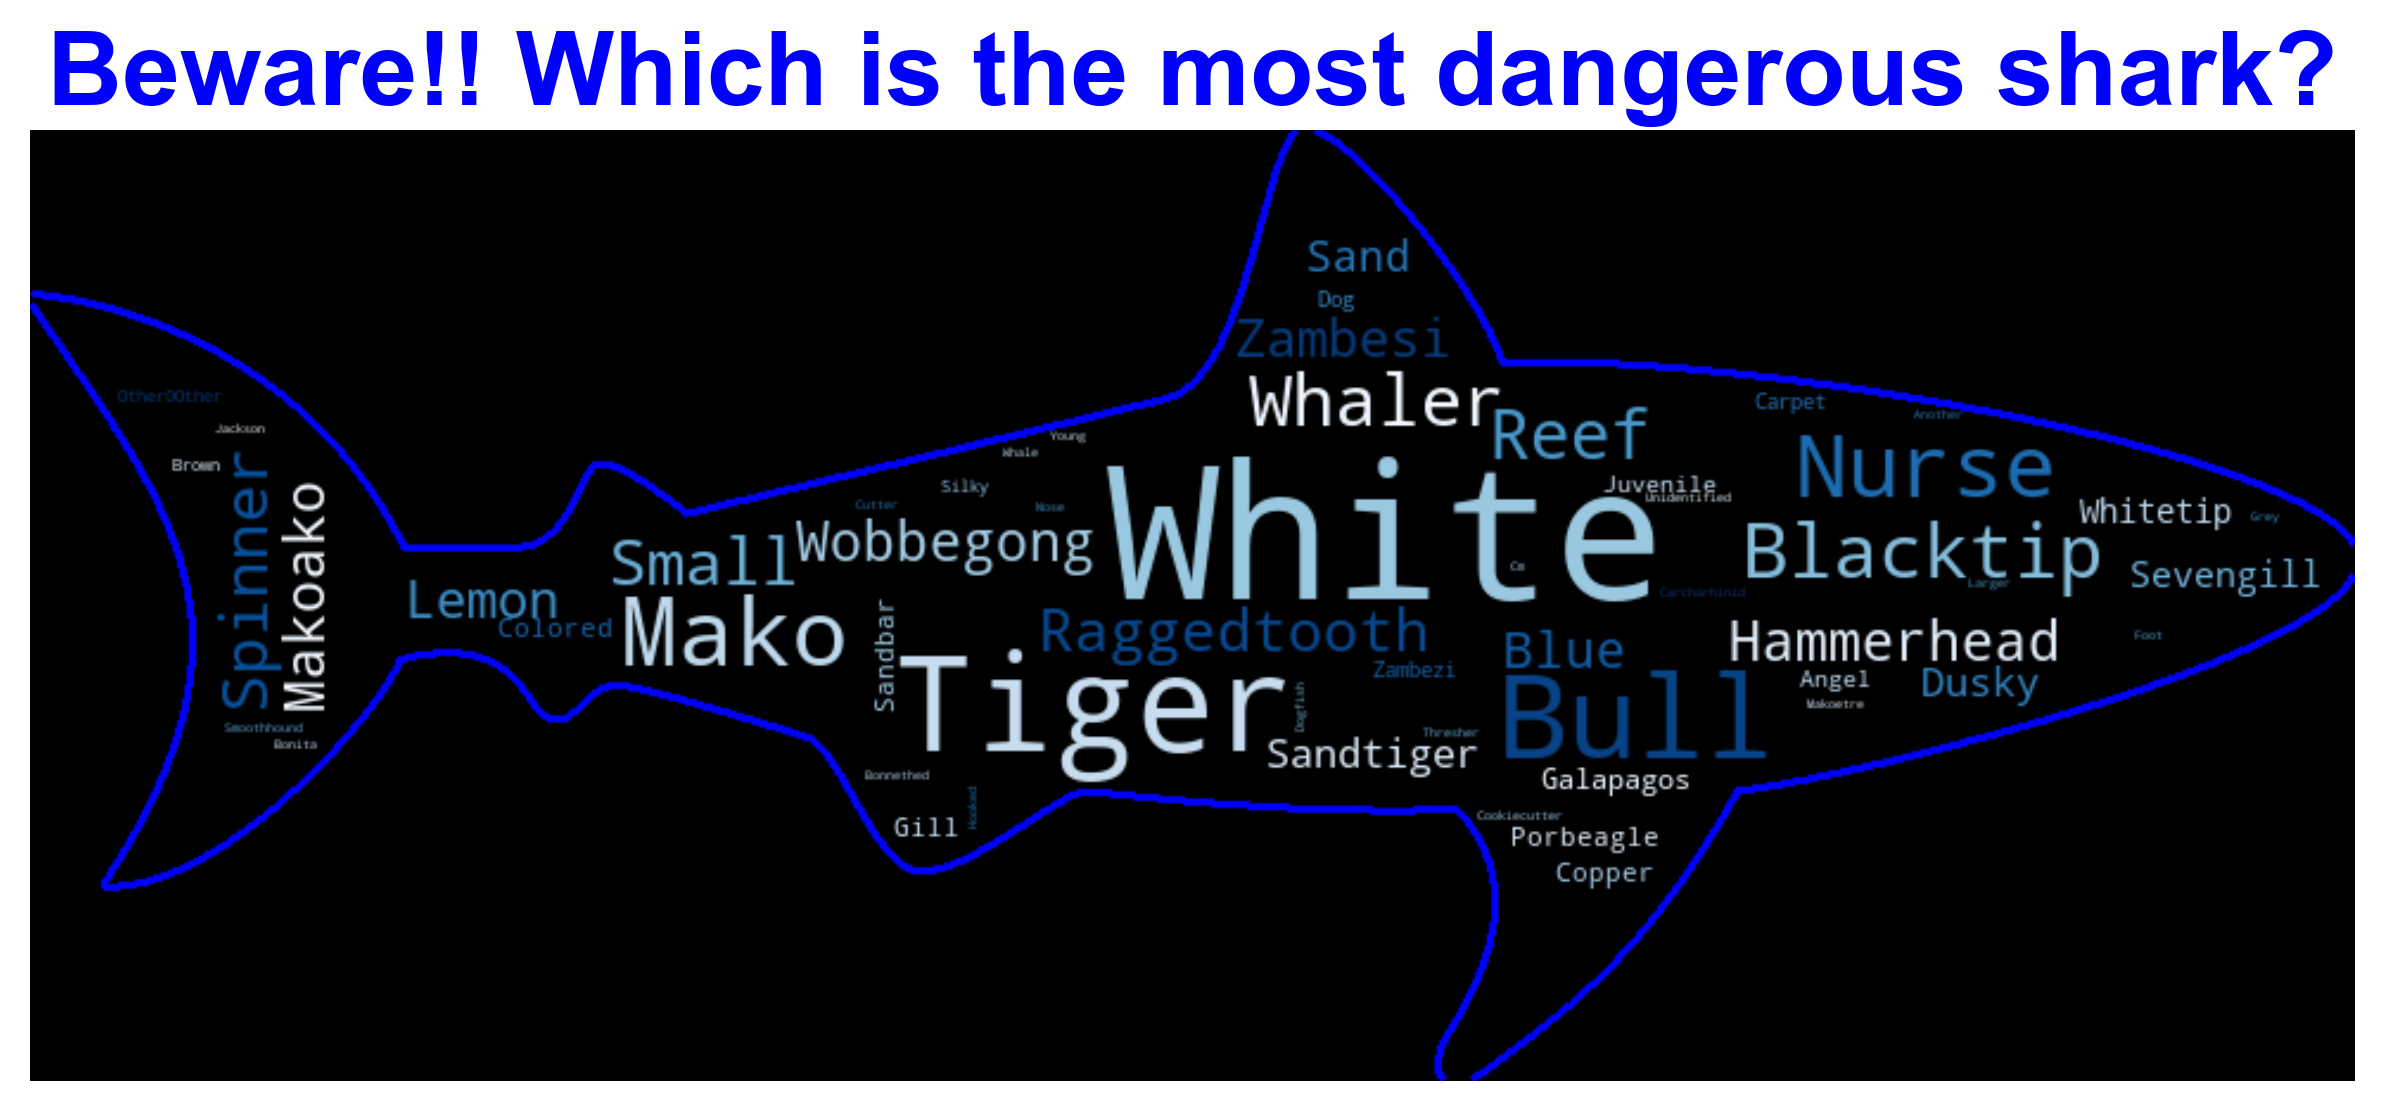 Beware!! Which is the most dangerous shark?
Sand
Dog
Zambesi
Whaler
Reef
Carpet
Another
OtherOOther
Jackson
Brown
Spinner
Makoako
Smoothhound
Bonita
Young
Whale
Silky
Cutter
Nose
Juvenile
Unidentified
Nurse
Whitetip
Grey
Lemon
Colored
Small
Wobbegong
White
Cm
Blacktip
Larger
Sevengill
Carcharhinid
Mako
Sandbar
Raggedtooth
Blue
Hammerhead
Foot
Tiger
Zambezi
Dogfish
Bull
Angel
Dusky
Makoetre
Thresher
Sandtiger
Bonnethed
Galapagos
Gill
Hooked
Cookiecutter
Porbeagle
Copper